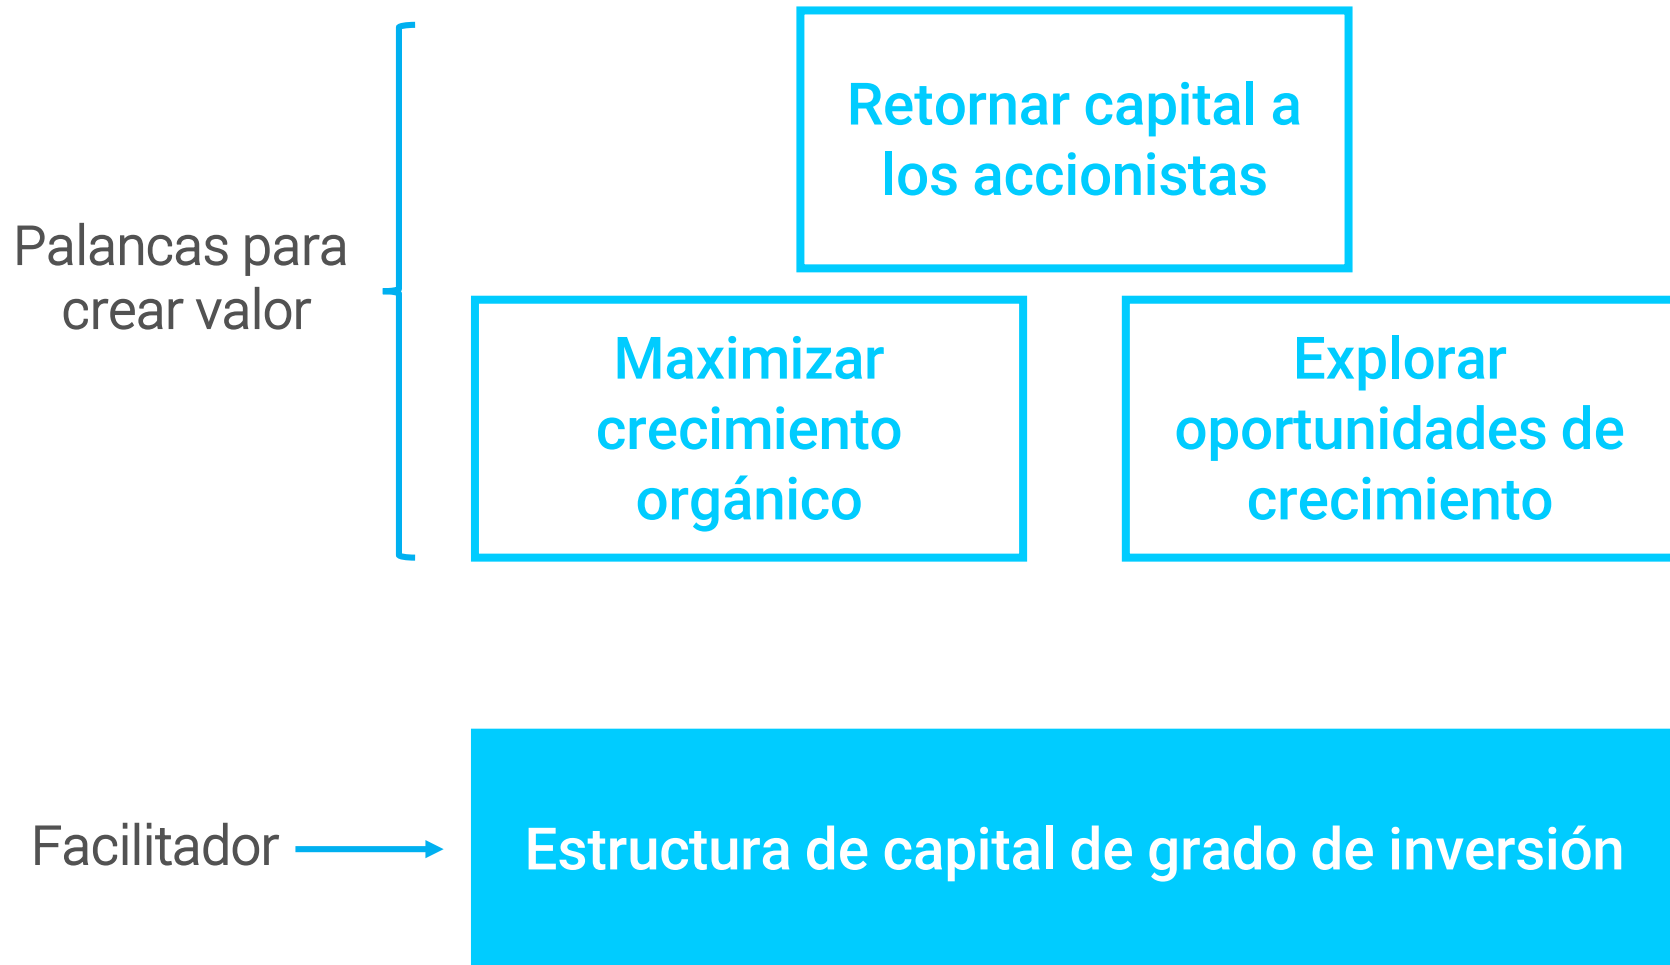 Retornar capital a
los accionistas
Palancas para
crear valor
Maximizar
crecimiento
orgánico
Explorar
oportunidades de
crecimiento
Facilitador
Estructura de capital de grado de inversión